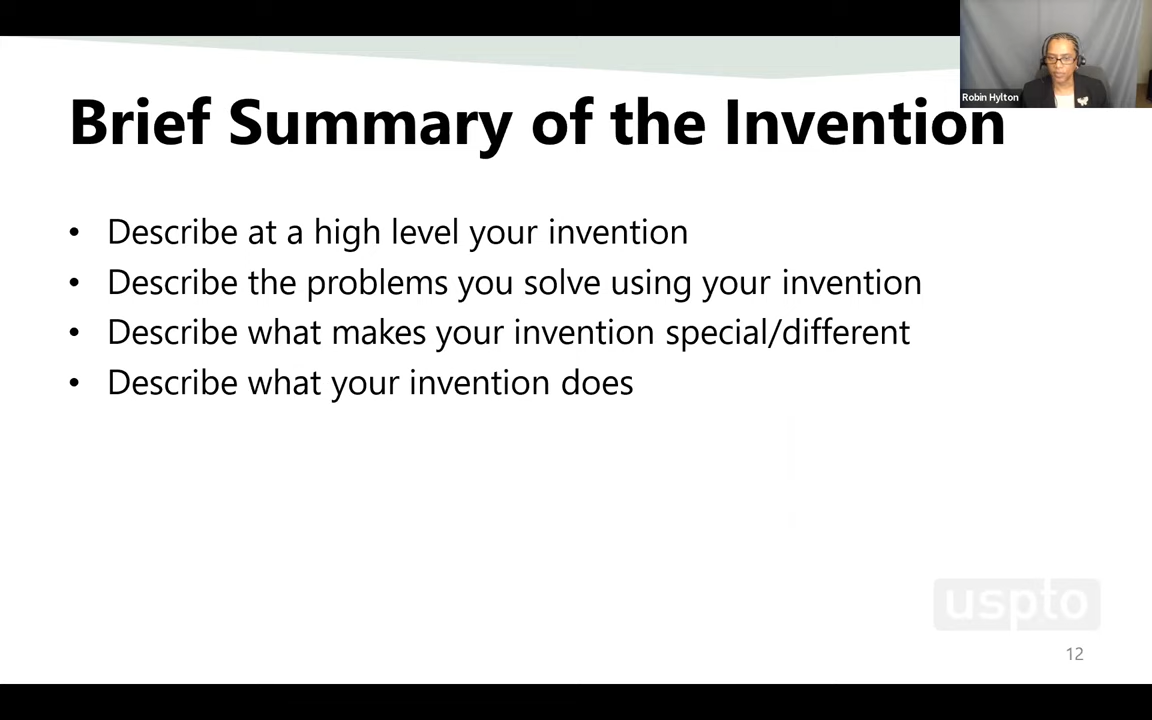 Robin Hylton
Brief Summary of the Invention
• Describe at a high level your invention
• Describe the problems you solve using your invention
• Describe what makes your invention special/different
• Describe what your invention does
uspto
12